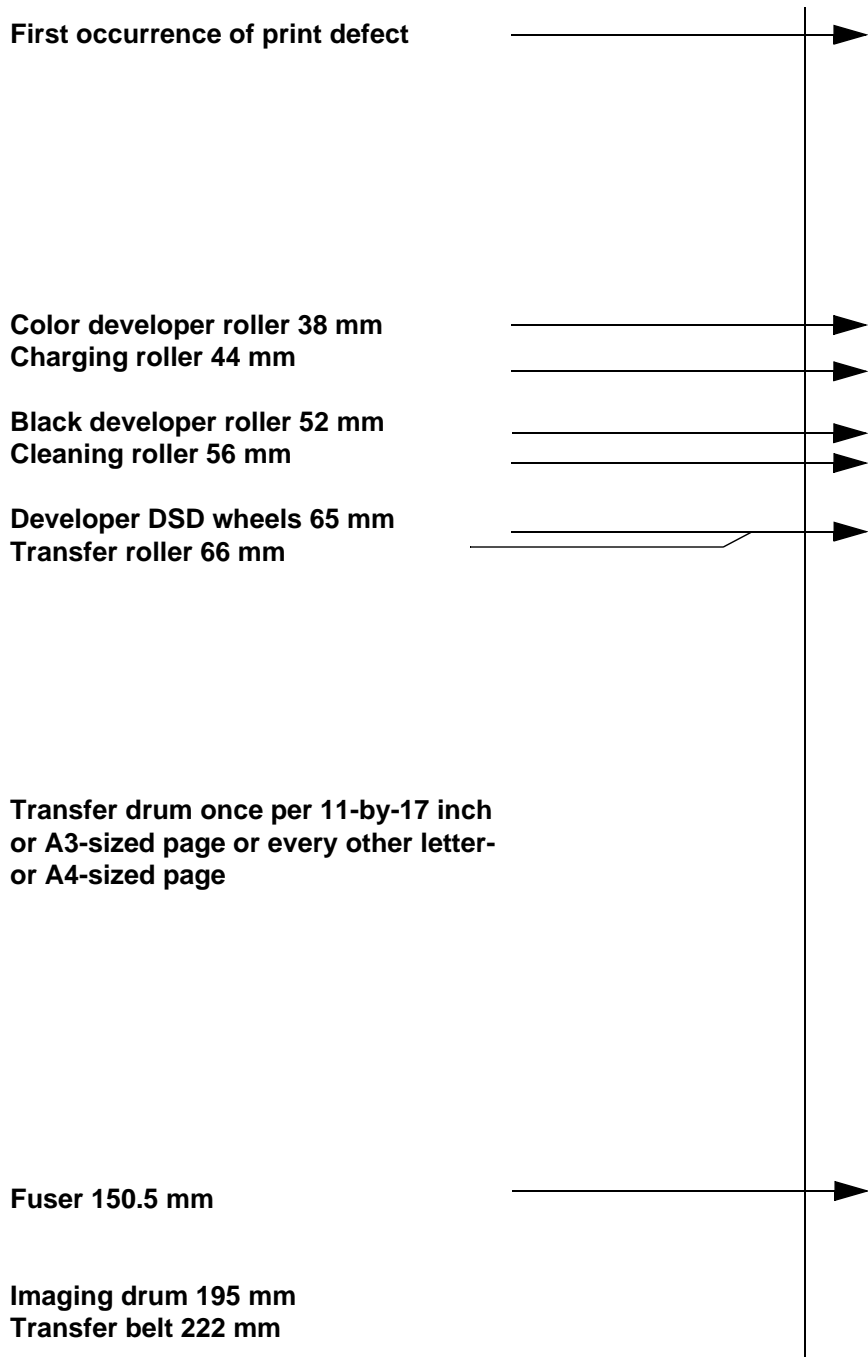 First occurrence of print defect
Color developer roller 38 mm
Charging roller 44 mm
Black developer roller 52 mm
Cleaning roller 56 mm
Developer DSD wheels 65 mm
Transfer roller 66 mm
Transfer drum once per 11-by-17 inch
or A3-sized page or every other letter-
or A4-sized page
Fuser 150.5 mm
Imaging drum 195 mm
Transfer belt 222 mm